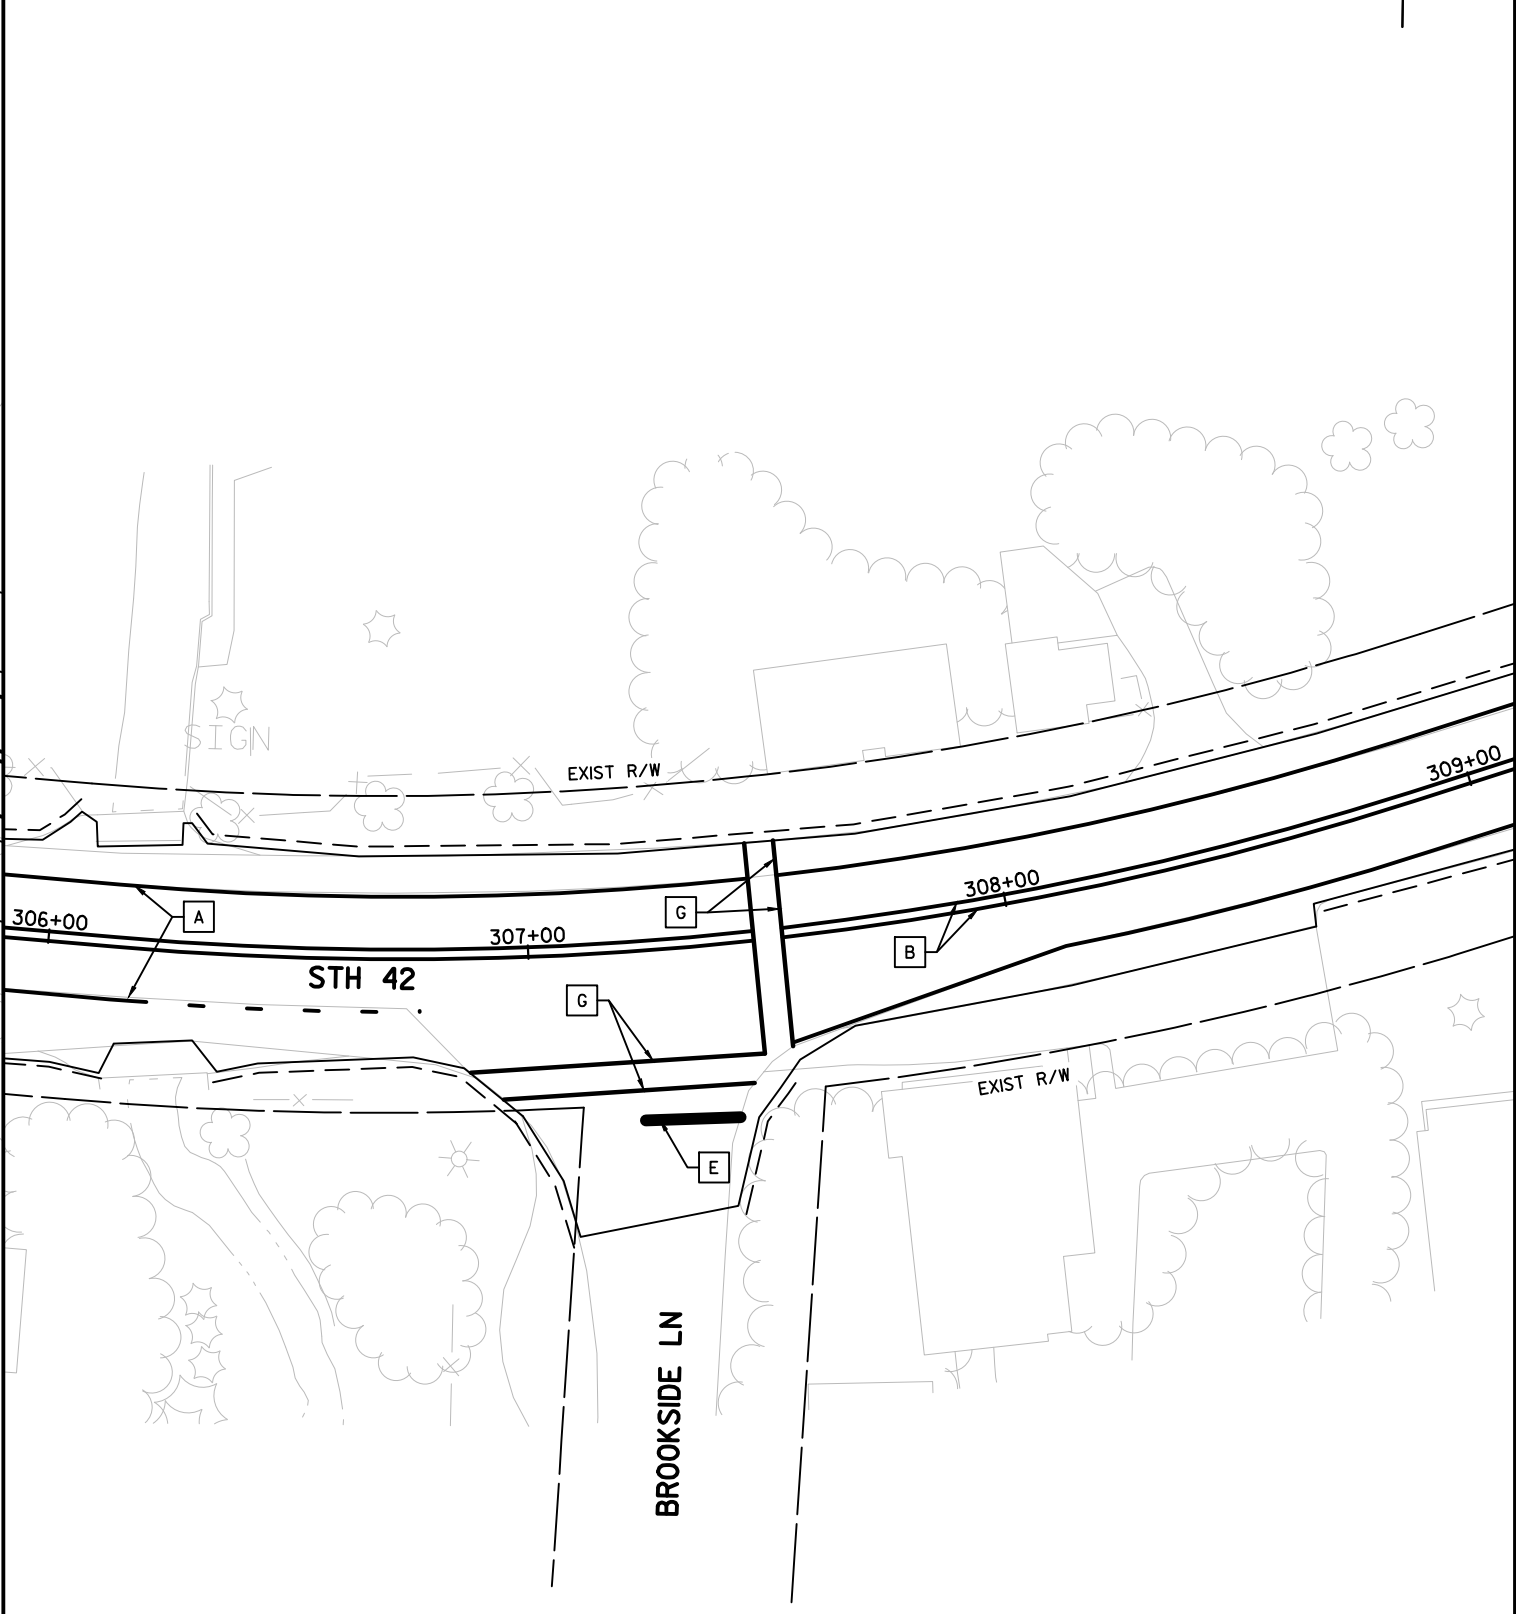 SIGN
EXIST R/W
309+00
308+00
A
G
306+00
307+00
B
STH 42
G
EXIST R/W
E
BROOKSIDE LN